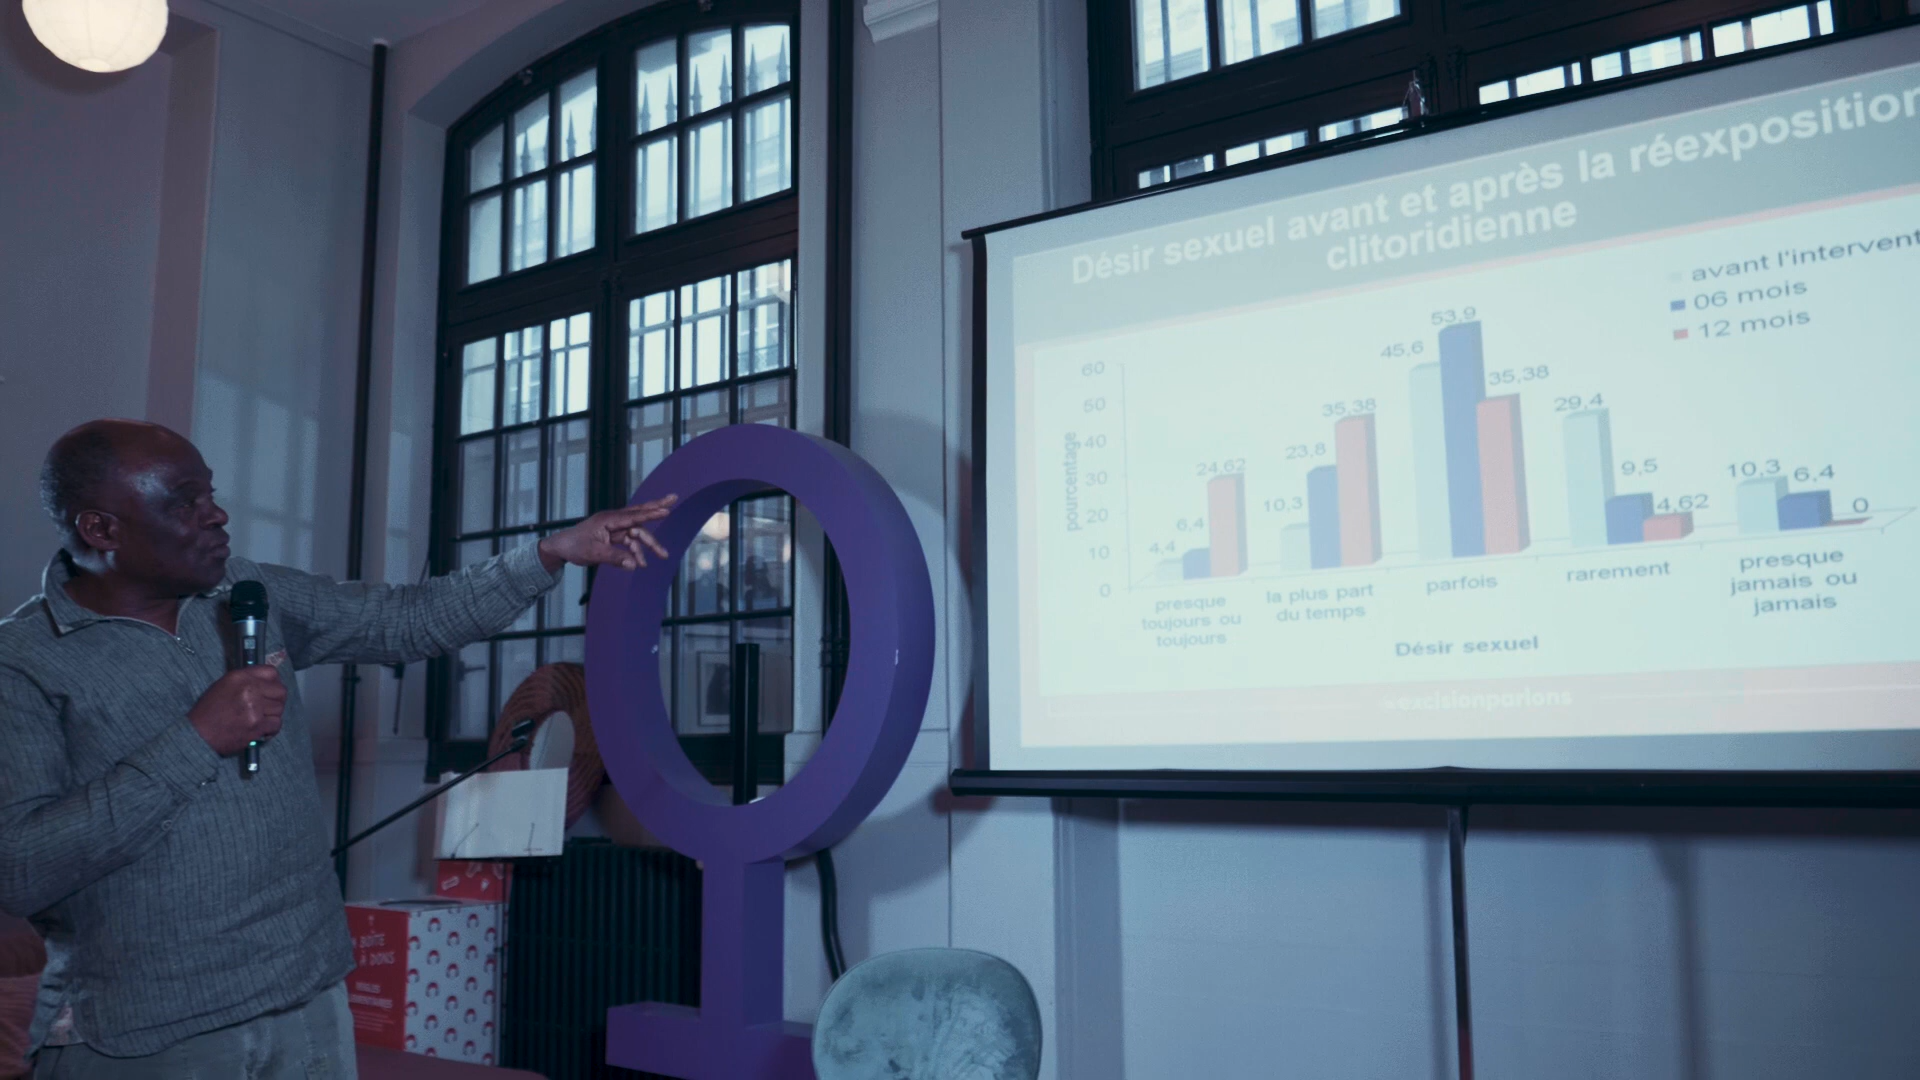 Désir sexuel avant et après la réexposition
clitoridienne
avant l'intervent
06 mois
12 mois
pourcentage
60
50
40
30
20
10
0
4,4
6,4
24,62
10,3
23,8
35,38
45,6
53,9
35,38
29,4
9,5
4,62
10,3
6,4
0
presque
toujours ou
toujours
la plus part
du temps
parfois
rarement
presque
jamais ou
jamais
Désir sexuel
excisionparlons
BOÎTE
À DONS